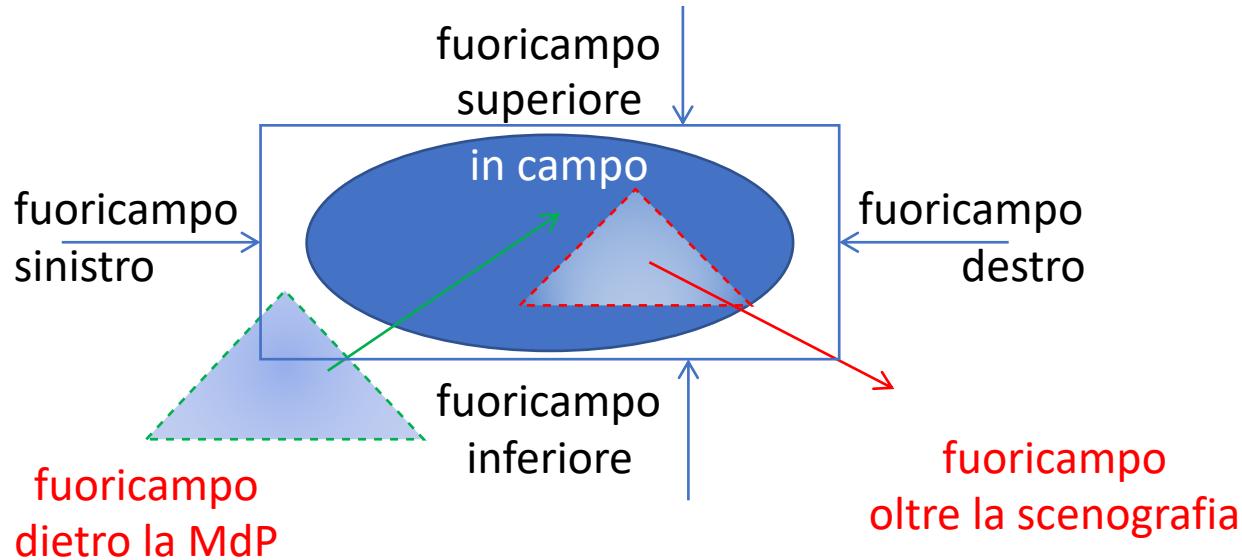 fuoricampo
superiore
in campo
fuoricampo
sinistro
fuoricampo
destro
fuoricampo
inferiore
fuoricampo
dietro la MdP
fuoricampo
oltre la scenografia